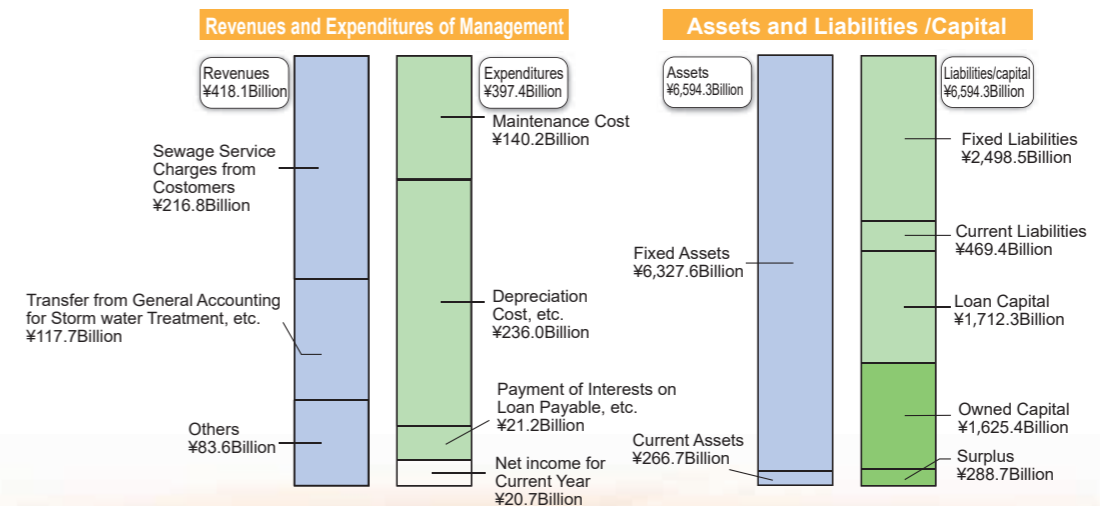 Revenues and Expenditures of Management
Revenues
¥418.1Billion
Expenditures
¥397.4Billion
Sewage Service
Charges from
Costomers
¥216.8Billion
Transfer from General Accounting
for Storm water Treatment, etc.
¥117.7Billion
Others
¥83.6Billion
Maintenance Cost
¥140.2Billion
Depreciation
Cost, etc.
¥236.0Billion
Payment of Interests on
Loan Payable, etc.
¥21.2Billion
Net income for
Current Year
¥20.7Billion
Assets and Liabilities /Capital
Assets
¥6,594.3Billion
Liabilities/capital
¥6,594.3Billion
Fixed Assets
¥6,327.6Billion
Current Assets
¥266.7Billion
Fixed Liabilities
¥2,498.5Billion
Current Liabilities
¥469.4Billion
Loan Capital
¥1,712.3Billion
Owned Capital
¥1,625.4Billion
Surplus
¥288.7Billion